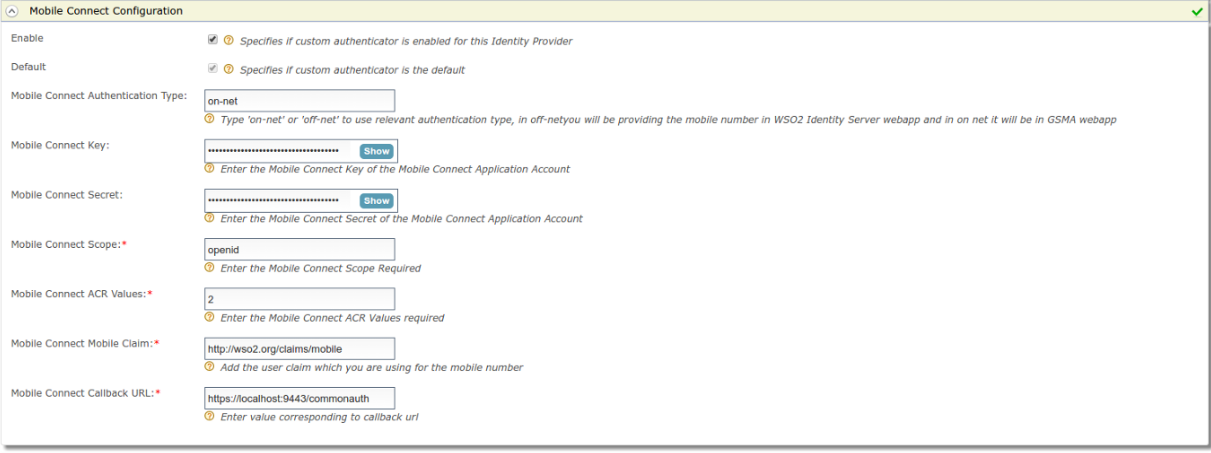 Mobile Connect Configuration
Enable
Specifies if custom authenticator is enabled for this Identity Provider
Default
Specifies if custom authenticator is the default
Mobile Connect Authentication Type:
on-net
Type 'on-net' or 'off-net' to use relevant authentication type, in off-netyou will be providing the mobile number in WSO2 Identity Server webapp and in on net it will be in GSMA webapp
Mobile Connect Key:
•••••••••••••••••••••••••••••••••••• Show
Enter the Mobile Connect Key of the Mobile Connect Application Account
Mobile Connect Secret:
•••••••••••••••••••••••••••••••••••• Show
Enter the Mobile Connect Secret of the Mobile Connect Application Account
Mobile Connect Scope:*
openid
Enter the Mobile Connect Scope Required
Mobile Connect ACR Values:*
2
Enter the Mobile Connect ACR Values required
Mobile Connect Mobile Claim:*
http://wso2.org/claims/mobile
Add the user claim which you are using for the mobile number
Mobile Connect Callback URL:*
https://localhost:9443/commonauth
Enter value corresponding to callback url